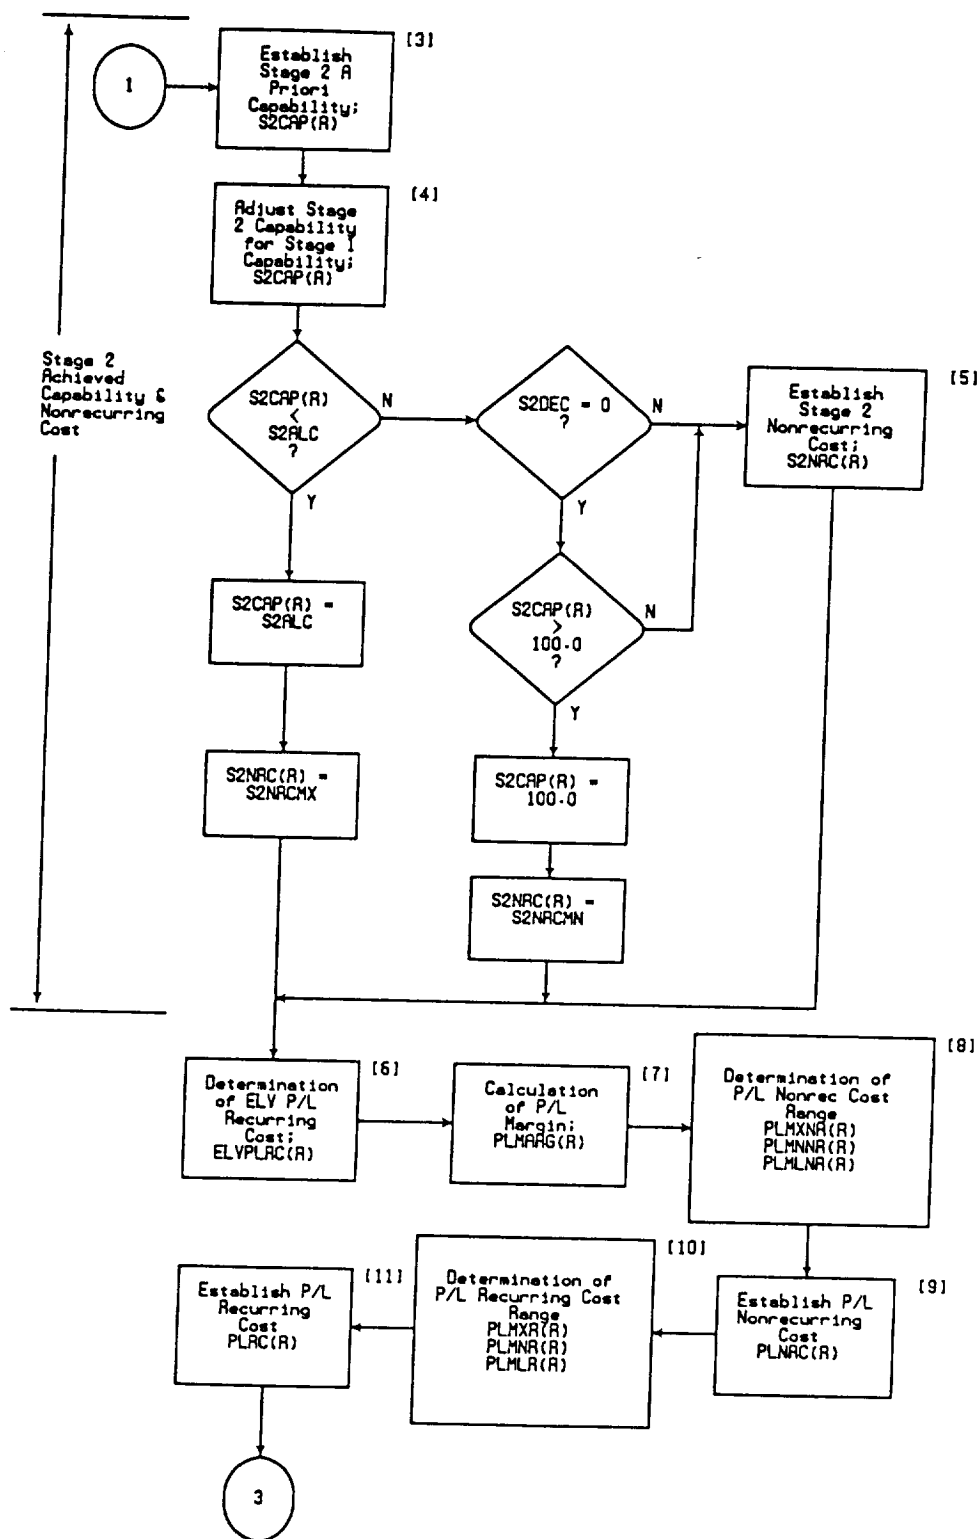 [3]
1
Establish
Stage 2 A
Priori
Capability;
S2CAP(R)
[4]
Adjust Stage
2 Capability
for Stage I
Capability;
S2CAP(R)
Stage 2
Achieved
Capability &
Nonrecurring
Cost
S2CAP(R)
<
S2ALC
?
N
Y
S2DEC = 0
?
N
Y
[5]
Establish
Stage 2
Nonrecurring
Cost;
S2NRC(R)
S2CAP(R) =
S2ALC
S2CAP(R)
>
100.0
?
N
Y
S2NRC(R) =
S2NRCMX
S2CAP(R) =
100.0
S2NRC(R) =
S2NRCMN
[6]
Determination
of ELV P/L
Recurring
Cost;
ELVPLRC(R)
[7]
Calculation
of P/L
Margin;
PLMARG(R)
[8]
Determination of
P/L Nonrec Cost
Range
PLMXNR(R)
PLMNNR(R)
PLMLNR(R)
[9]
Establish P/L
Nonrecurring
Cost
PLNRC(R)
[10]
Determination of
P/L Recurring Cost
Range
PLMXR(R)
PLMNR(R)
PLMLR(R)
[11]
Establish P/L
Recurring
Cost
PLRC(R)
3